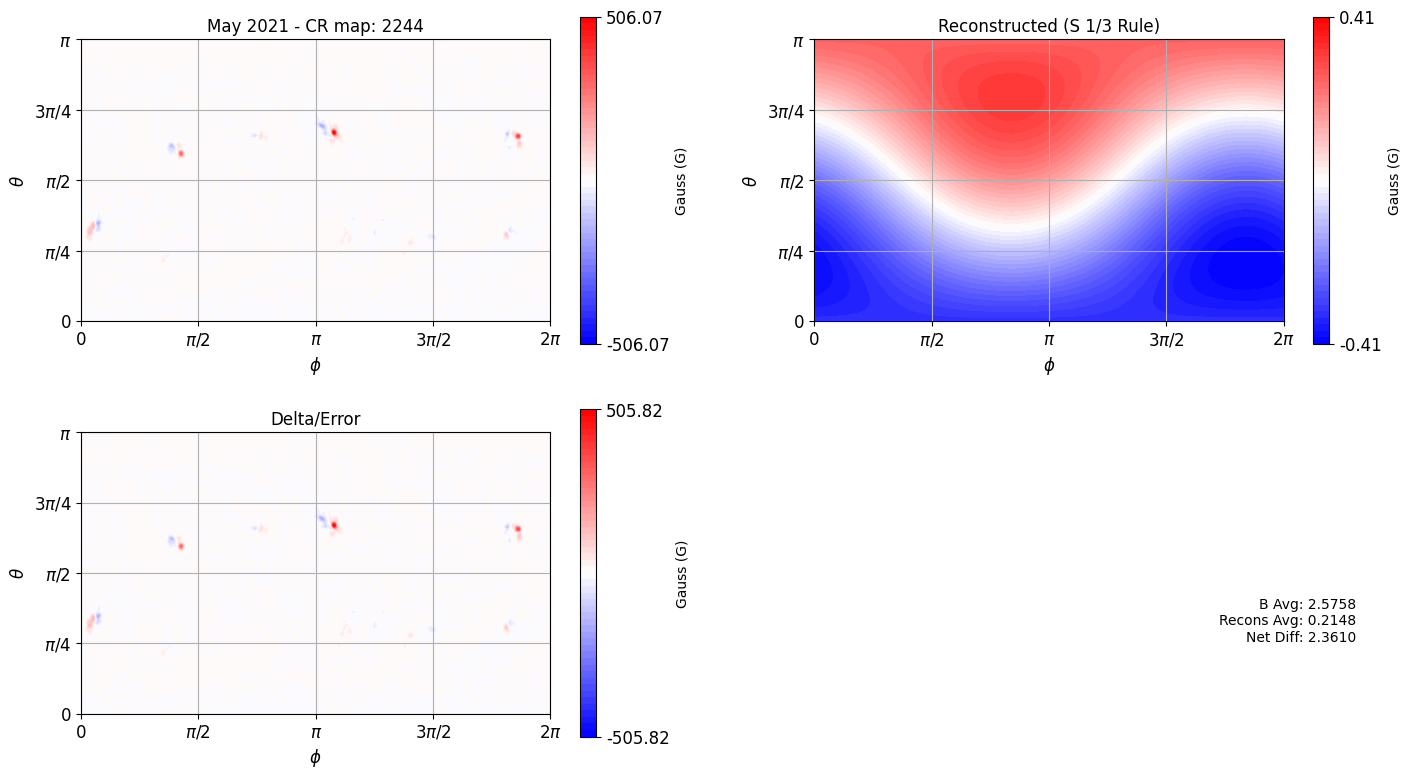 May 2021 - CR map: 2244
π
3π/4
π/2
π/4
0
θ
0
π/2
π
3π/2
2π
ϕ
506.07
-506.07
Gauss (G)
Reconstructed (S 1/3 Rule)
π
3π/4
π/2
π/4
0
θ
0
π/2
π
3π/2
2π
ϕ
0.41
-0.41
Gauss (G)
Delta/Error
π
3π/4
π/2
π/4
0
θ
0
π/2
π
3π/2
2π
ϕ
505.82
-505.82
Gauss (G)
B Avg: 2.5758
Recons Avg: 0.2148
Net Diff: 2.3610